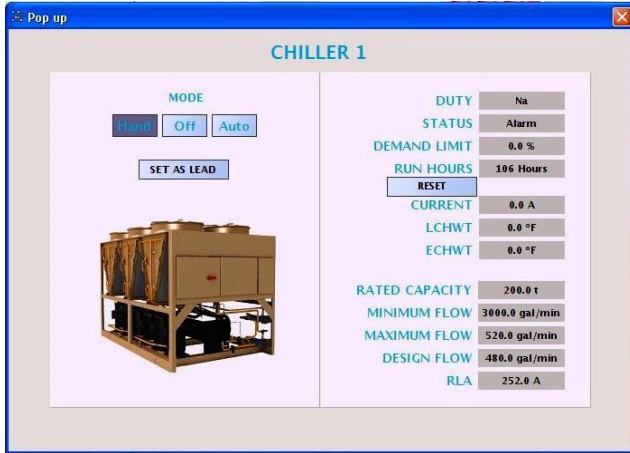 Pop up
CHILLER 1
MODE
Hand Off Auto
SET AS LEAD
DUTY Na
STATUS Alarm
DEMAND LIMIT 0.0 %
RUN HOURS 106 Hours
RESET
CURRENT 0.0 A
LCHWT 0.0 °F
ECHWT 0.0 °F
RATED CAPACITY 200.0 t
MINIMUM FLOW 3000.0 gal/min
MAXIMUM FLOW 520.0 gal/min
DESIGN FLOW 480.0 gal/min
RLA 252.0 A